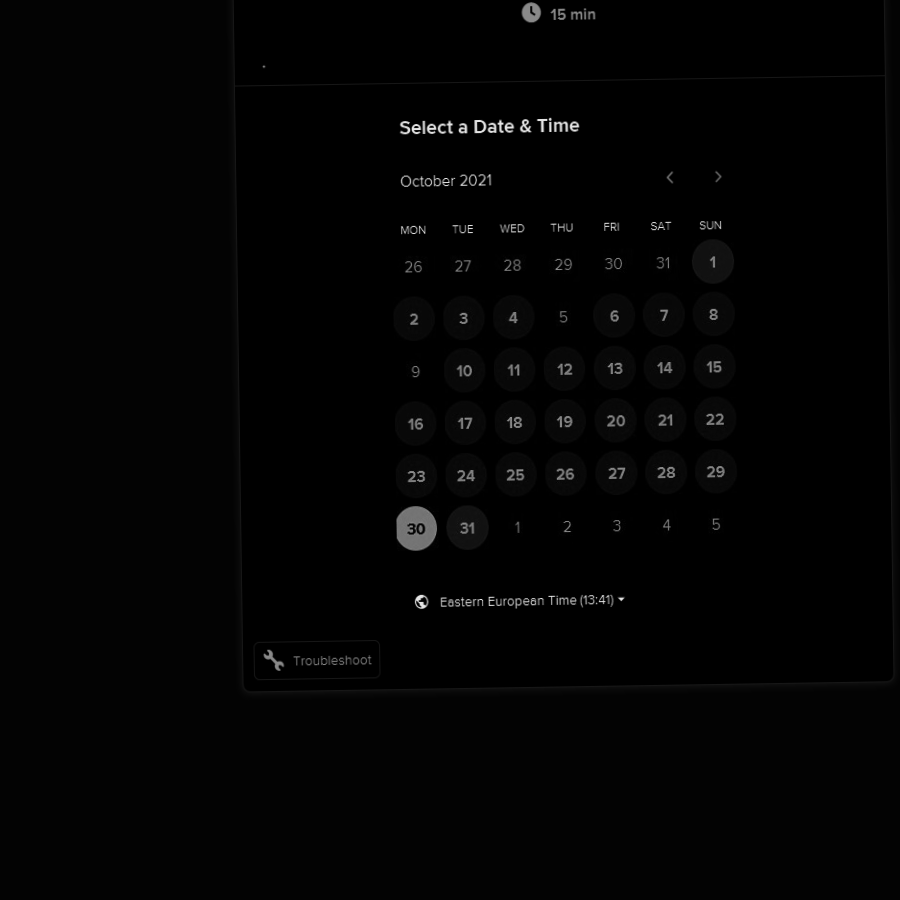 15 min
.
Select a Date & Time
October 2021
MON TUE WED THU FRI SAT SUN
26 27 28 29 30 31 1
2 3 4 5 6 7 8
9 10 11 12 13 14 15
16 17 18 19 20 21 22
23 24 25 26 27 28 29
30 31 1 2 3 4 5
Eastern European Time (13:41)
Troubleshoot